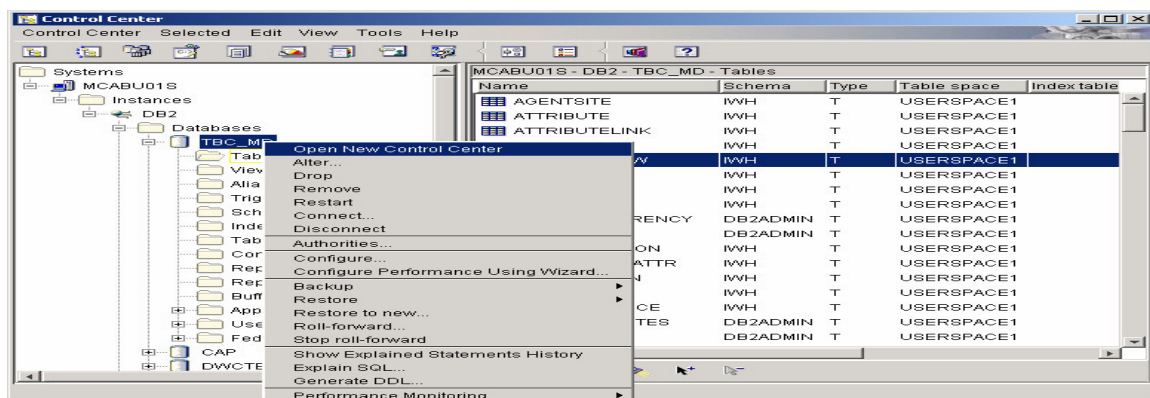 Control Center
Control Center Selected Edit View Tools Help
Systems
MCABU01S
Instances
DB2
Databases
TBC_MD
Tab
View
Alia
Trig
Sch
Inde
Tab
Cor
Rep
Rep
Buff
App
Use
Fed
CAP
DWCTE
Open New Control Center
Alter...
Drop
Remove
Restart
Connect...
Disconnect
Authorities...
Configure...
Configure Performance Using Wizard...
Backup
Restore
Restore to new...
Roll-forward...
Stop roll-forward
Show Explained Statements History
Explain SQL...
Generate DDL...
Performance Monitoring
MCABU01S - DB2 - TBC_MD - Tables
Name Schema Type Table space Index table
AGENTSITE IWH T USERSPACE1
ATTRIBUTE IWH T USERSPACE1
ATTRIBUTELINK IWH T USERSPACE1
IWH T USERSPACE1
W IWH T USERSPACE1
IWH T USERSPACE1
IWH T USERSPACE1
IWH T USERSPACE1
RENCY DB2ADMIN T USERSPACE1
DB2ADMIN T USERSPACE1
ON IWH T USERSPACE1
ATTR IWH T USERSPACE1
IWH T USERSPACE1
IWH T USERSPACE1
CE IWH T USERSPACE1
TES DB2ADMIN T USERSPACE1
DB2ADMIN T USERSPACE1